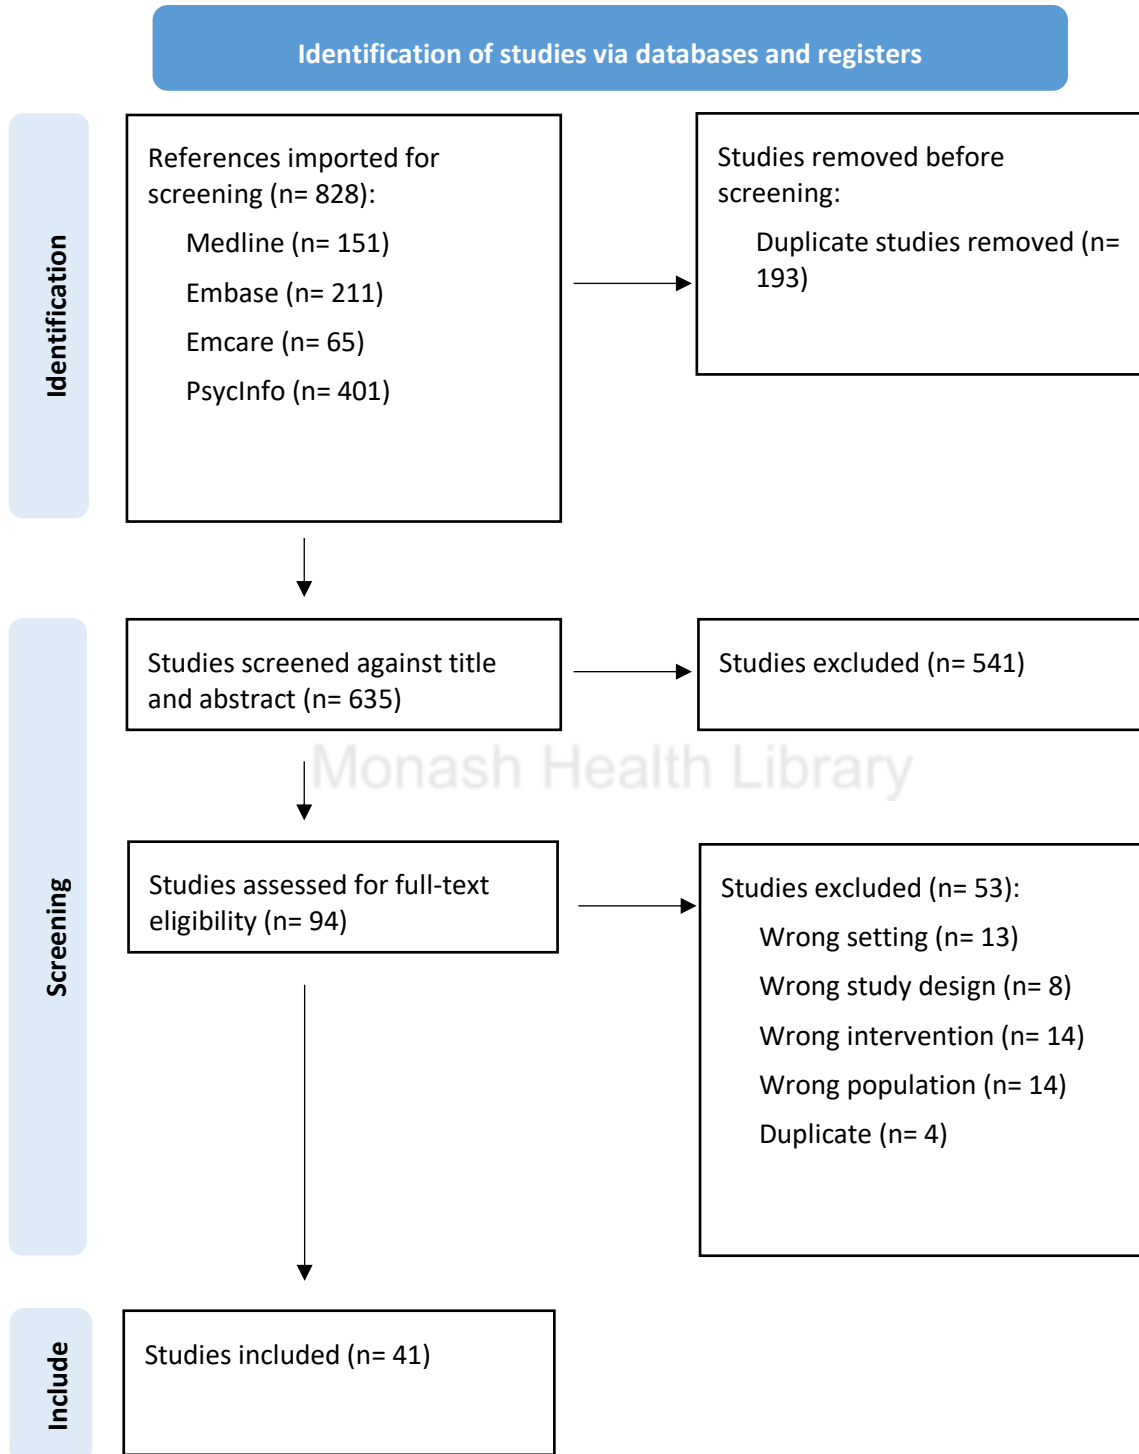 Identification of studies via databases and registers
Identification
References imported for
screening (n= 828):
Medline (n= 151)
Embase (n= 211)
Emcare (n= 65)
PsycInfo (n= 401)
Studies removed before
screening:
Duplicate studies removed (n=
193)
Screening
Studies screened against title
and abstract (n= 635)
Studies excluded (n= 541)
Monash Health Library
Studies assessed for full-text
eligibility (n= 94)
Studies excluded (n= 53):
Wrong setting (n= 13)
Wrong study design (n= 8)
Wrong intervention (n= 14)
Wrong population (n= 14)
Duplicate (n= 4)
Include
Studies included (n= 41)